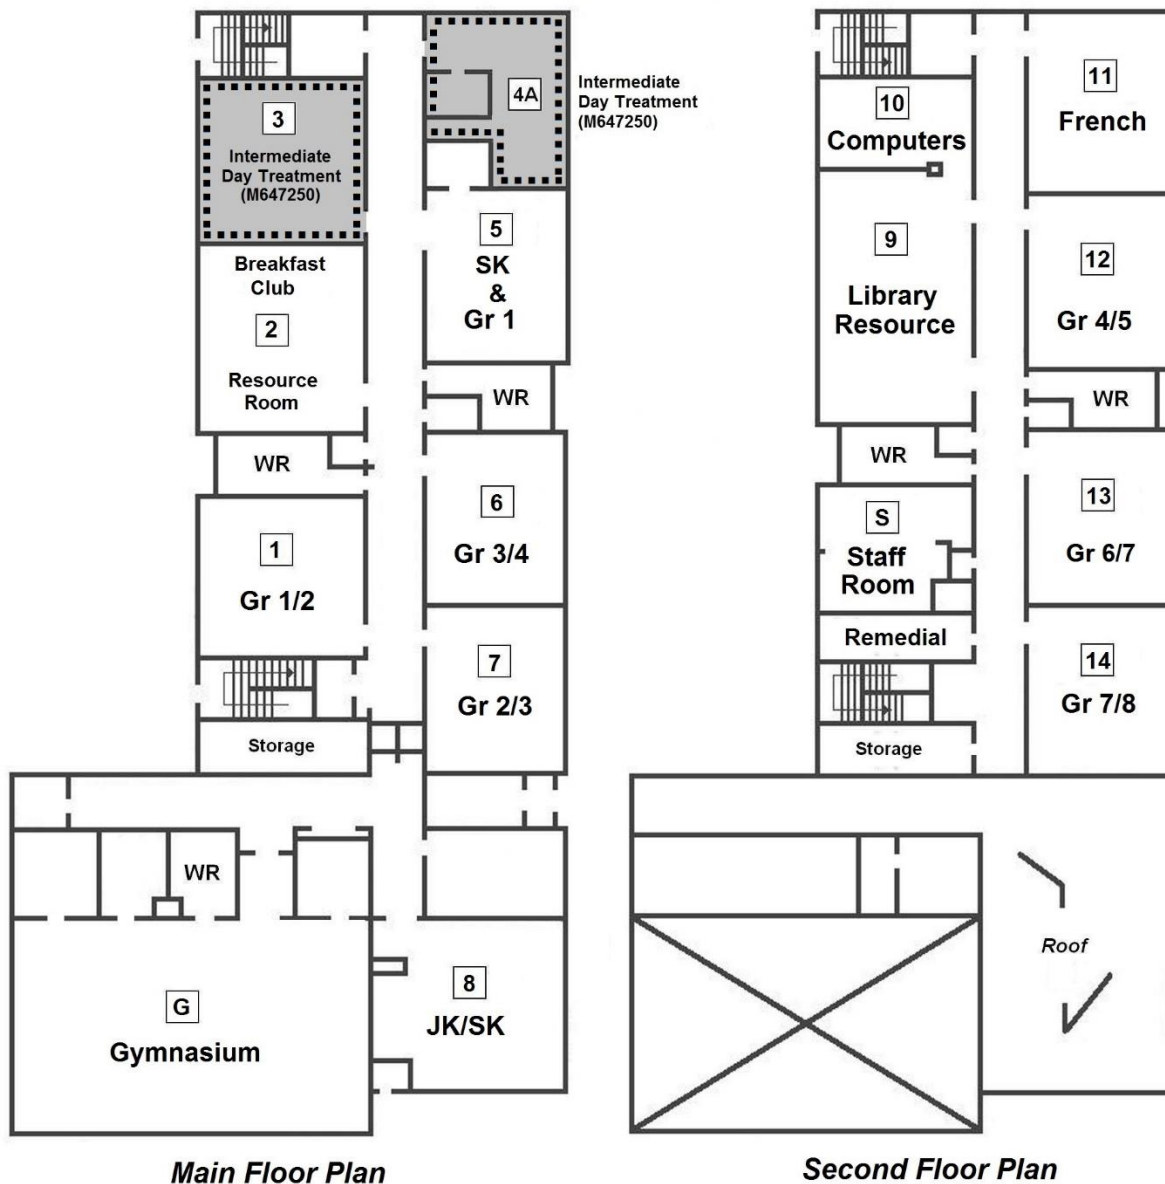 3
Intermediate
Day Treatment
(M647250)
4A
Intermediate
Day Treatment
(M647250)
Breakfast
Club
2
Resource
Room
5
SK
&
Gr 1
WR
WR
6
Gr 3/4
1
Gr 1/2
7
Gr 2/3
Storage
WR
G
Gymnasium
8
JK/SK
Main Floor Plan
10
Computers
11
French
9
Library
Resource
12
Gr 4/5
WR
WR
13
Gr 6/7
S
Staff
Room
Remedial
14
Gr 7/8
Storage
Roof
Second Floor Plan